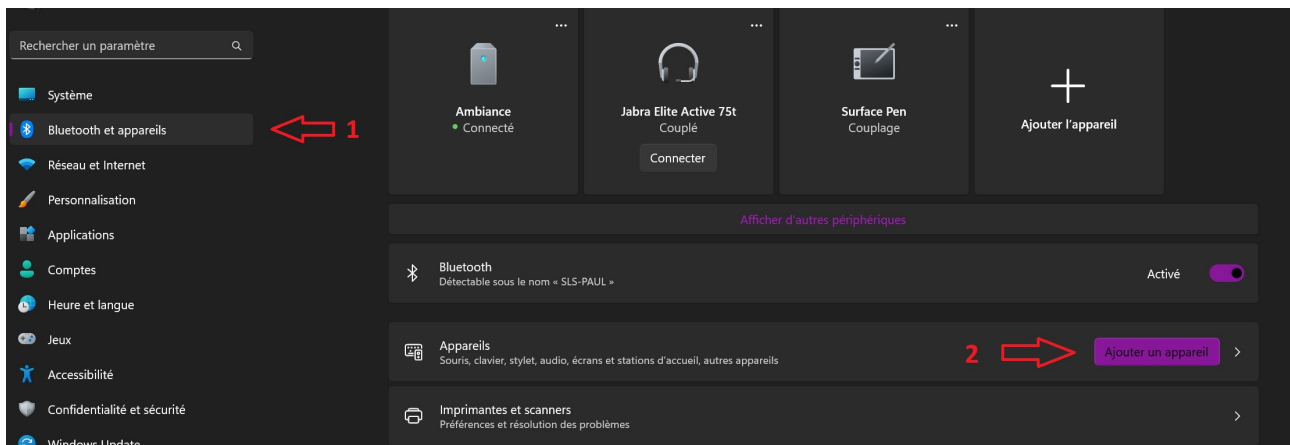 Rechercher un paramètre
Système
Bluetooth et appareils
1
Réseau et Internet
Personnalisation
Applications
Comptes
Heure et langue
Jeux
Accessibilité
Confidentialité et sécurité
Windows Update
Ambiance
Connecté
Jabra Elite Active 75t
Couplé
Connecter
Surface Pen
Couplage
Ajouter l'appareil
Afficher d'autres périphériques
Bluetooth
Détectable sous le nom « SLS-PAUL »
Activé
Appareils
Souris, clavier, stylet, audio, écrans et stations d'accueil, autres appareils
2
Ajouter un appareil
Imprimantes et scanners
Préférences et résolution des problèmes